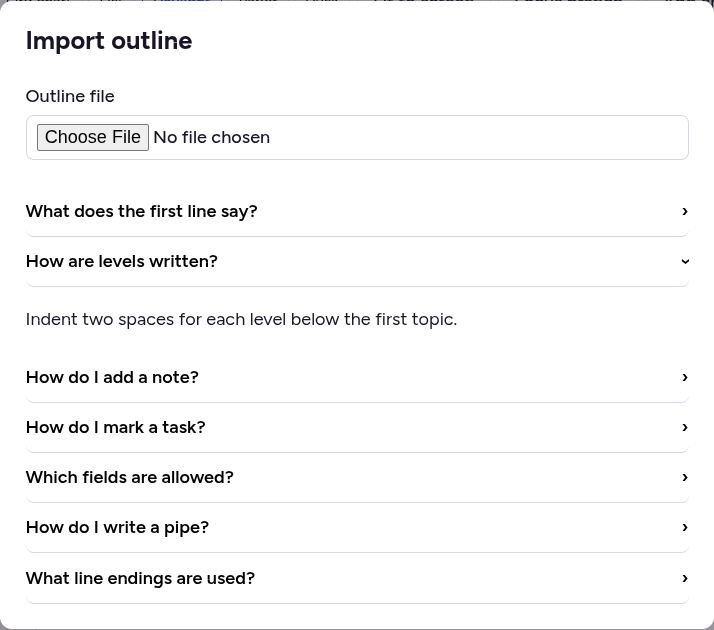 Import outline
Outline file
Choose File No file chosen
What does the first line say?
How are levels written?
Indent two spaces for each level below the first topic.
How do I add a note?
How do I mark a task?
Which fields are allowed?
How do I write a pipe?
What line endings are used?